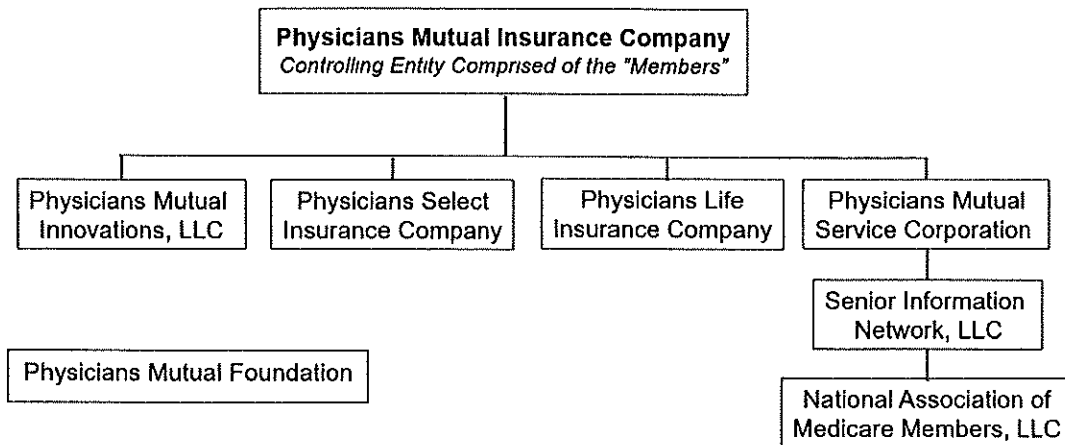 Physicians Mutual Insurance Company
Controlling Entity Comprised of the "Members"
Physicians Mutual
Innovations, LLC
Physicians Select
Insurance Company
Physicians Life
Insurance Company
Physicians Mutual
Service Corporation
Senior Information
Network, LLC
Physicians Mutual Foundation
National Association of
Medicare Members, LLC